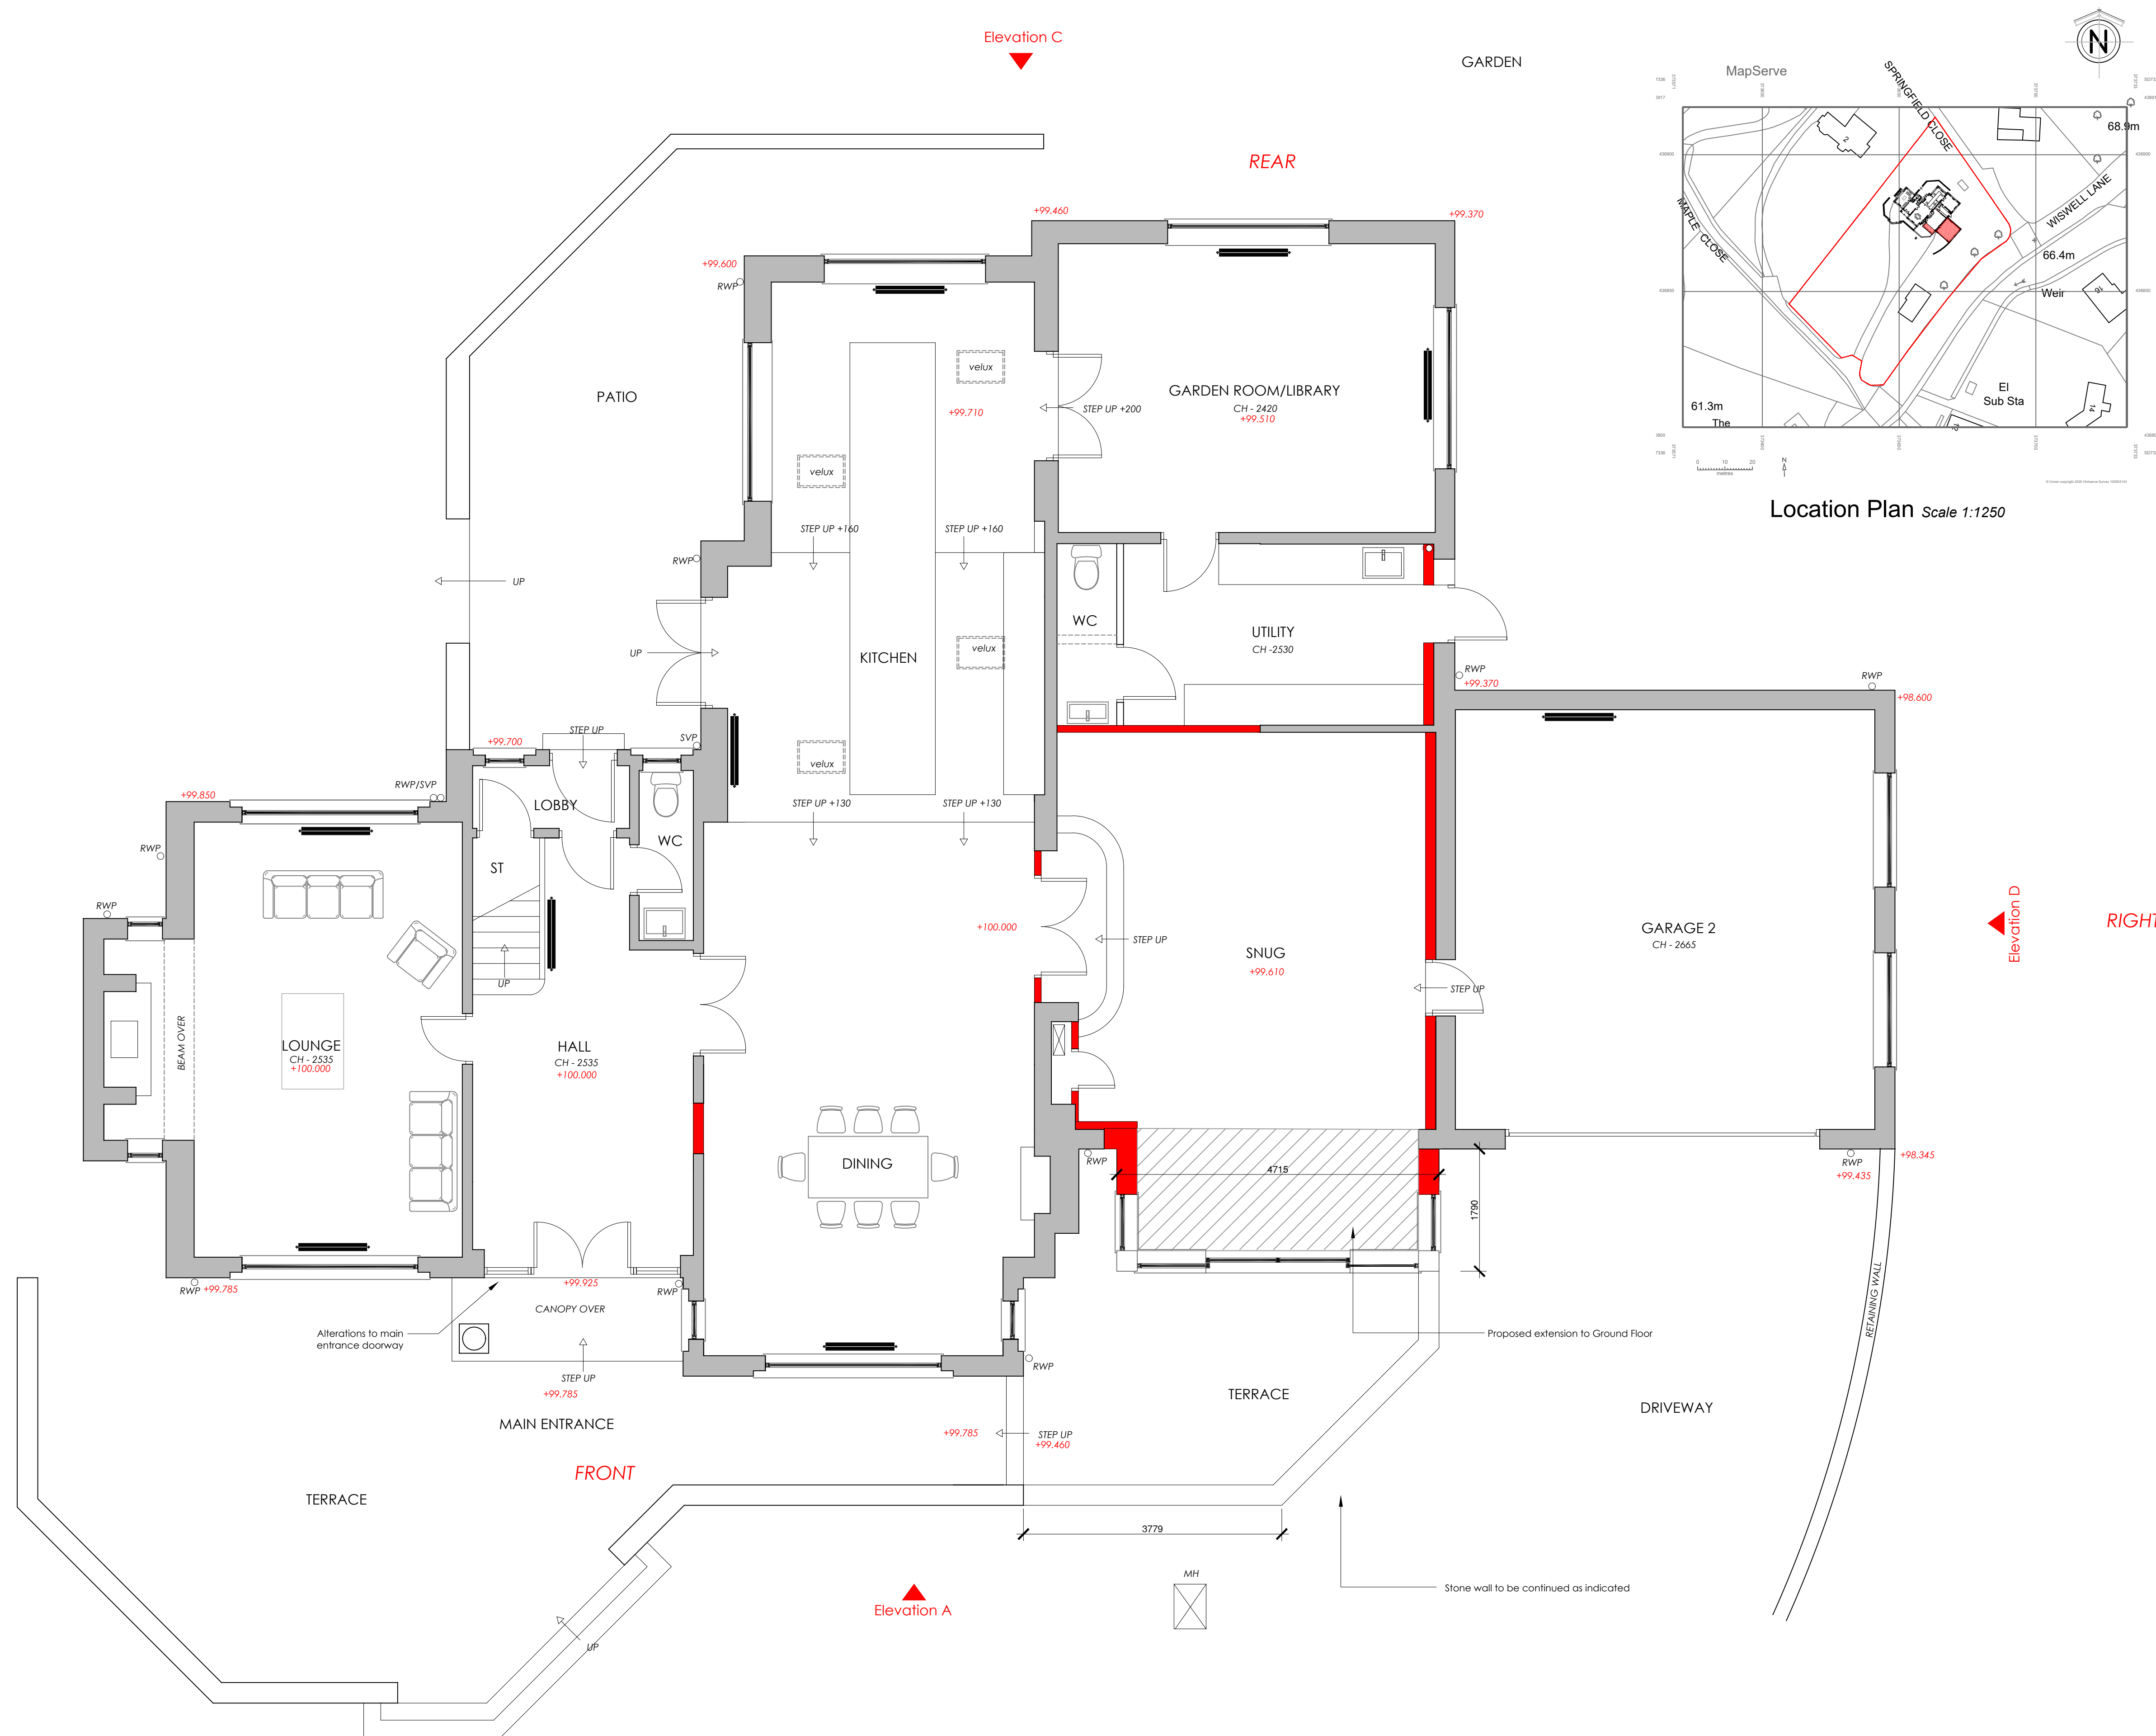 Elevation C
GARDEN
N
MapServe
SPRINGFIELD CLOSE
MAPLE CLOSE
WISWELL LANE
2
68.9m
66.4m
Weir
16
El
Sub Sta
14
12
61.3m
The
0 10 20
metres
N
Location Plan Scale 1:1250
REAR
+99.460
+99.370
+99.600
RWP
PATIO
velux
+99.710
STEP UP +200
GARDEN ROOM/LIBRARY
CH - 2420
+99.510
velux
STEP UP +160
STEP UP +160
RWP
UP
WC
UTILITY
CH -2530
UP
KITCHEN
velux
RWP
+99.370
RWP
+98.600
+99.700
STEP UP
SVP
velux
RWP/SVP
+99.850
LOBBY
STEP UP +130
STEP UP +130
RWP
ST
WC
RWP
Elevation D
RIGHT
+100.000
STEP UP
SNUG
+99.610
GARAGE 2
CH - 2665
UP
STEP UP
BEAM OVER
LOUNGE
CH - 2535
+100.000
HALL
CH - 2535
+100.000
DINING
RWP
4715
RWP
+99.435
+98.345
1790
RWP
+99.785
+99.925
RWP
CANOPY OVER
RETAINING WALL
Alterations to main
entrance doorway
Proposed extension to Ground Floor
RWP
STEP UP
+99.785
TERRACE
DRIVEWAY
MAIN ENTRANCE
+99.785
STEP UP
+99.460
FRONT
TERRACE
3779
MH
Stone wall to be continued as indicated
Elevation A
UP